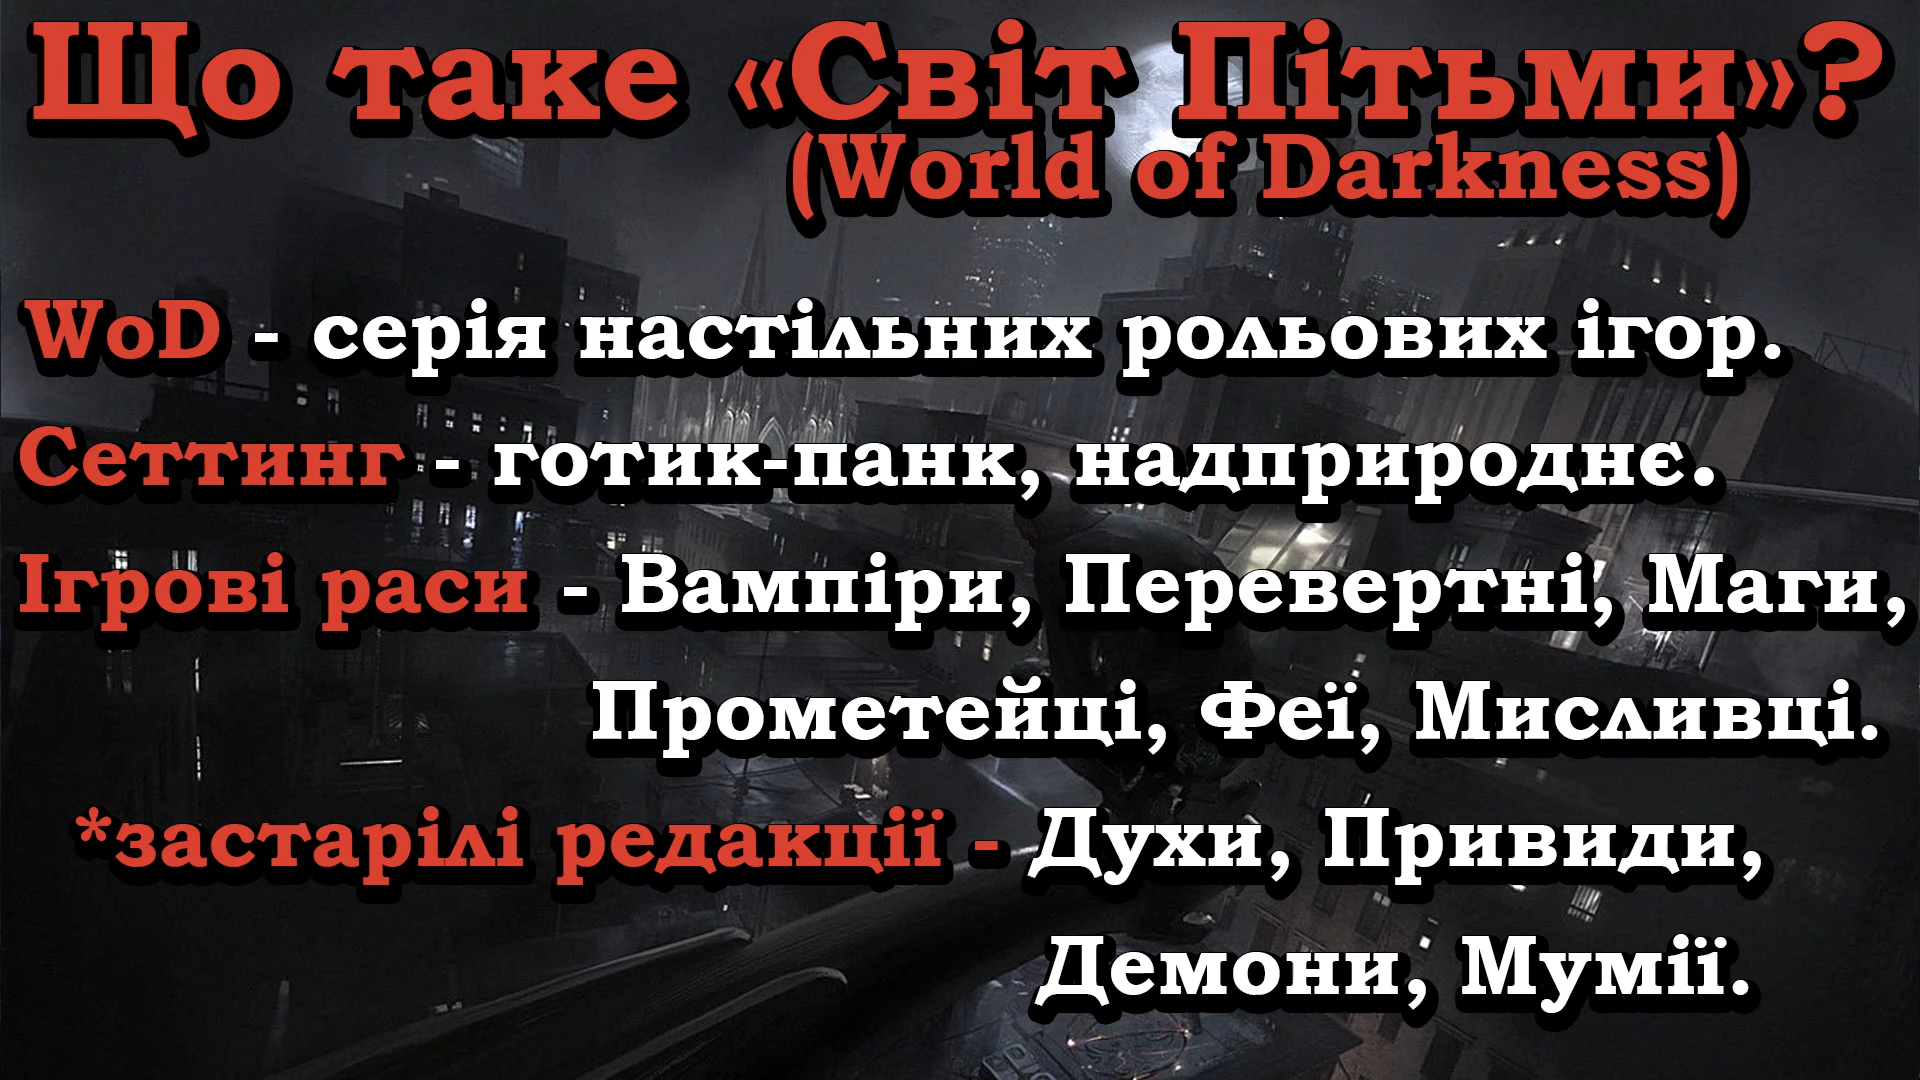 Що таке «Світ Пітьми»?
(World of Darkness)
WoD - серія настільних рольових ігор.
Сеттинг - готик-панк, надприроднє.
Ігрові раси - Вампіри, Перевертні, Маги,
Прометейці, Феї, Мисливці.
*застарілі редакції - Духи, Привиди,
Демони, Мумії.